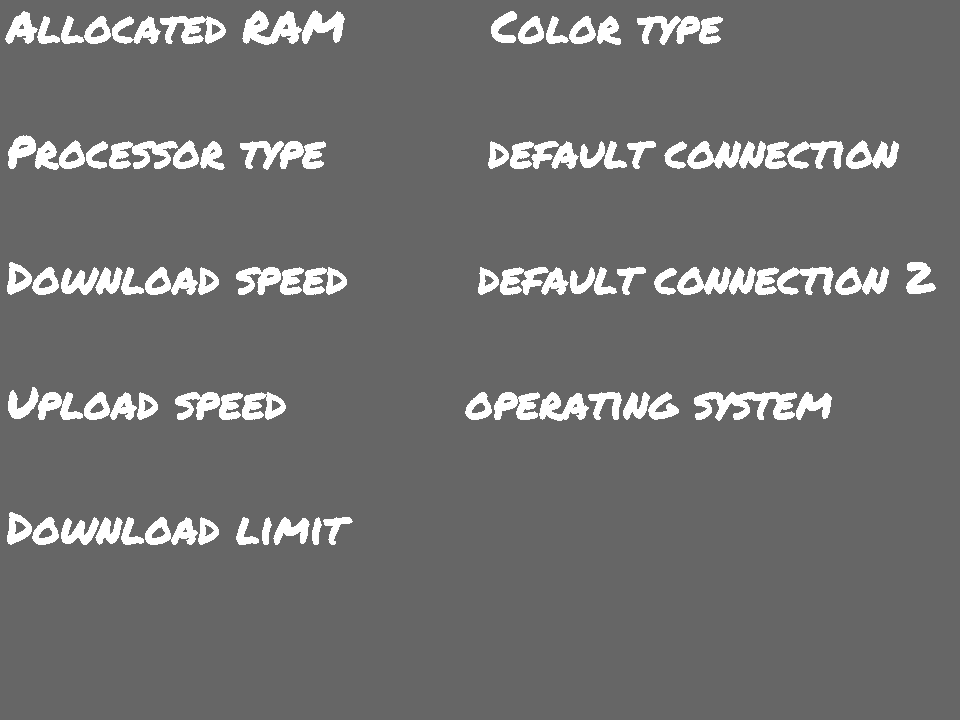 Allocated RAM
Color type
Processor type
default connection
Download speed
default connection 2
Upload speed
operating system
Download limit